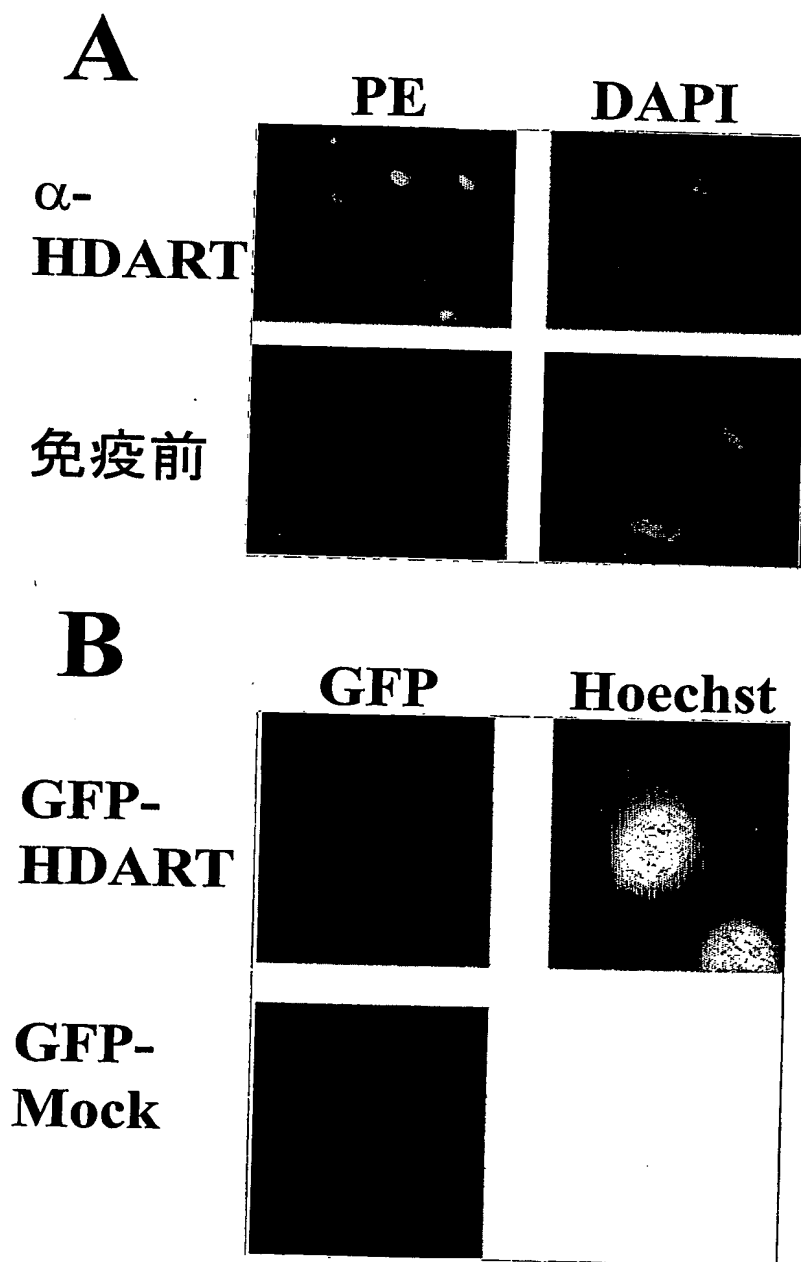 A
PE DAPI
α-
HDART
免疫前
B
GFP Hoechst
GFP-
HDART
GFP-
Mock